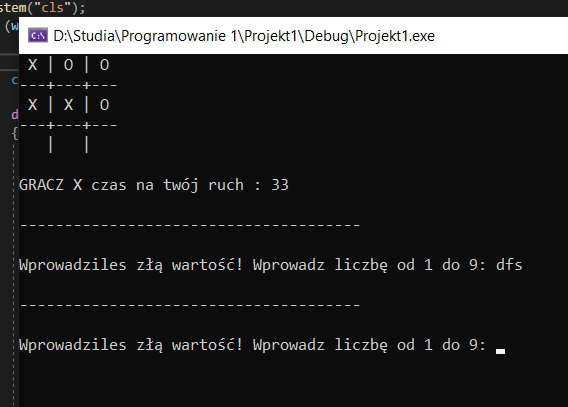 stem("cls");
(w
D:\Studia\Programowanie 1\Projekt1\Debug\Projekt1.exe
X | O | O
---+---+---
c
X | X | O
d
---+---+---
{
| |
GRACZ X czas na twój ruch : 33
-------------------------------------
Wprowadziles złą wartość! Wprowadz liczbę od 1 do 9: dfs
-------------------------------------
Wprowadziles złą wartość! Wprowadz liczbę od 1 do 9: